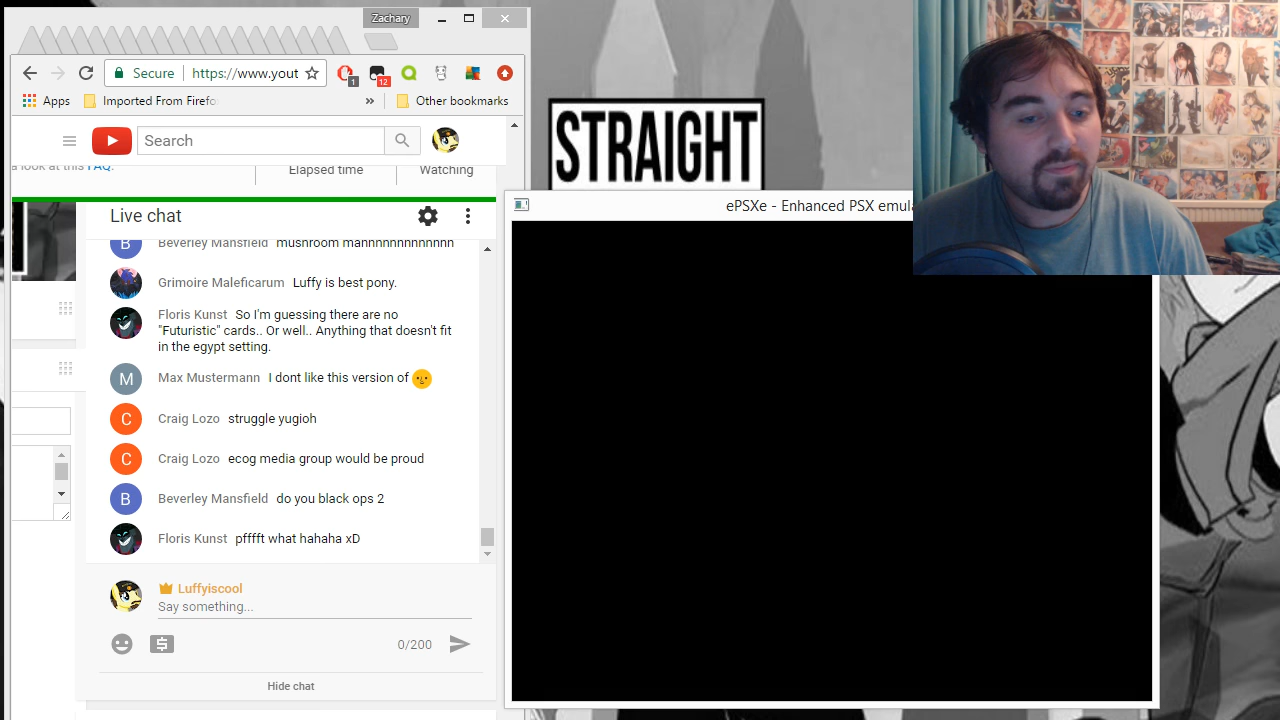 Zachary
Secure
https://www.yout
1
12
Apps
Imported From Firefo
»
Other bookmarks
Search
a look at this FAQ.
Elapsed time
Watching
Live chat
B Beverley Mansfield mushroom mannnnnnnnnnnnn
Grimoire Maleficarum Luffy is best pony.
Floris Kunst So I'm guessing there are no
"Futuristic" cards.. Or well.. Anything that doesn't fit
in the egypt setting.
M Max Mustermann I dont like this version of 🌞
C Craig Lozo struggle yugioh
C Craig Lozo ecog media group would be proud
B Beverley Mansfield do you black ops 2
Floris Kunst pfffft what hahaha xD
Luffyiscool
Say something...
0/200
Hide chat
STRAIGHT
ePSXe - Enhanced PSX emula